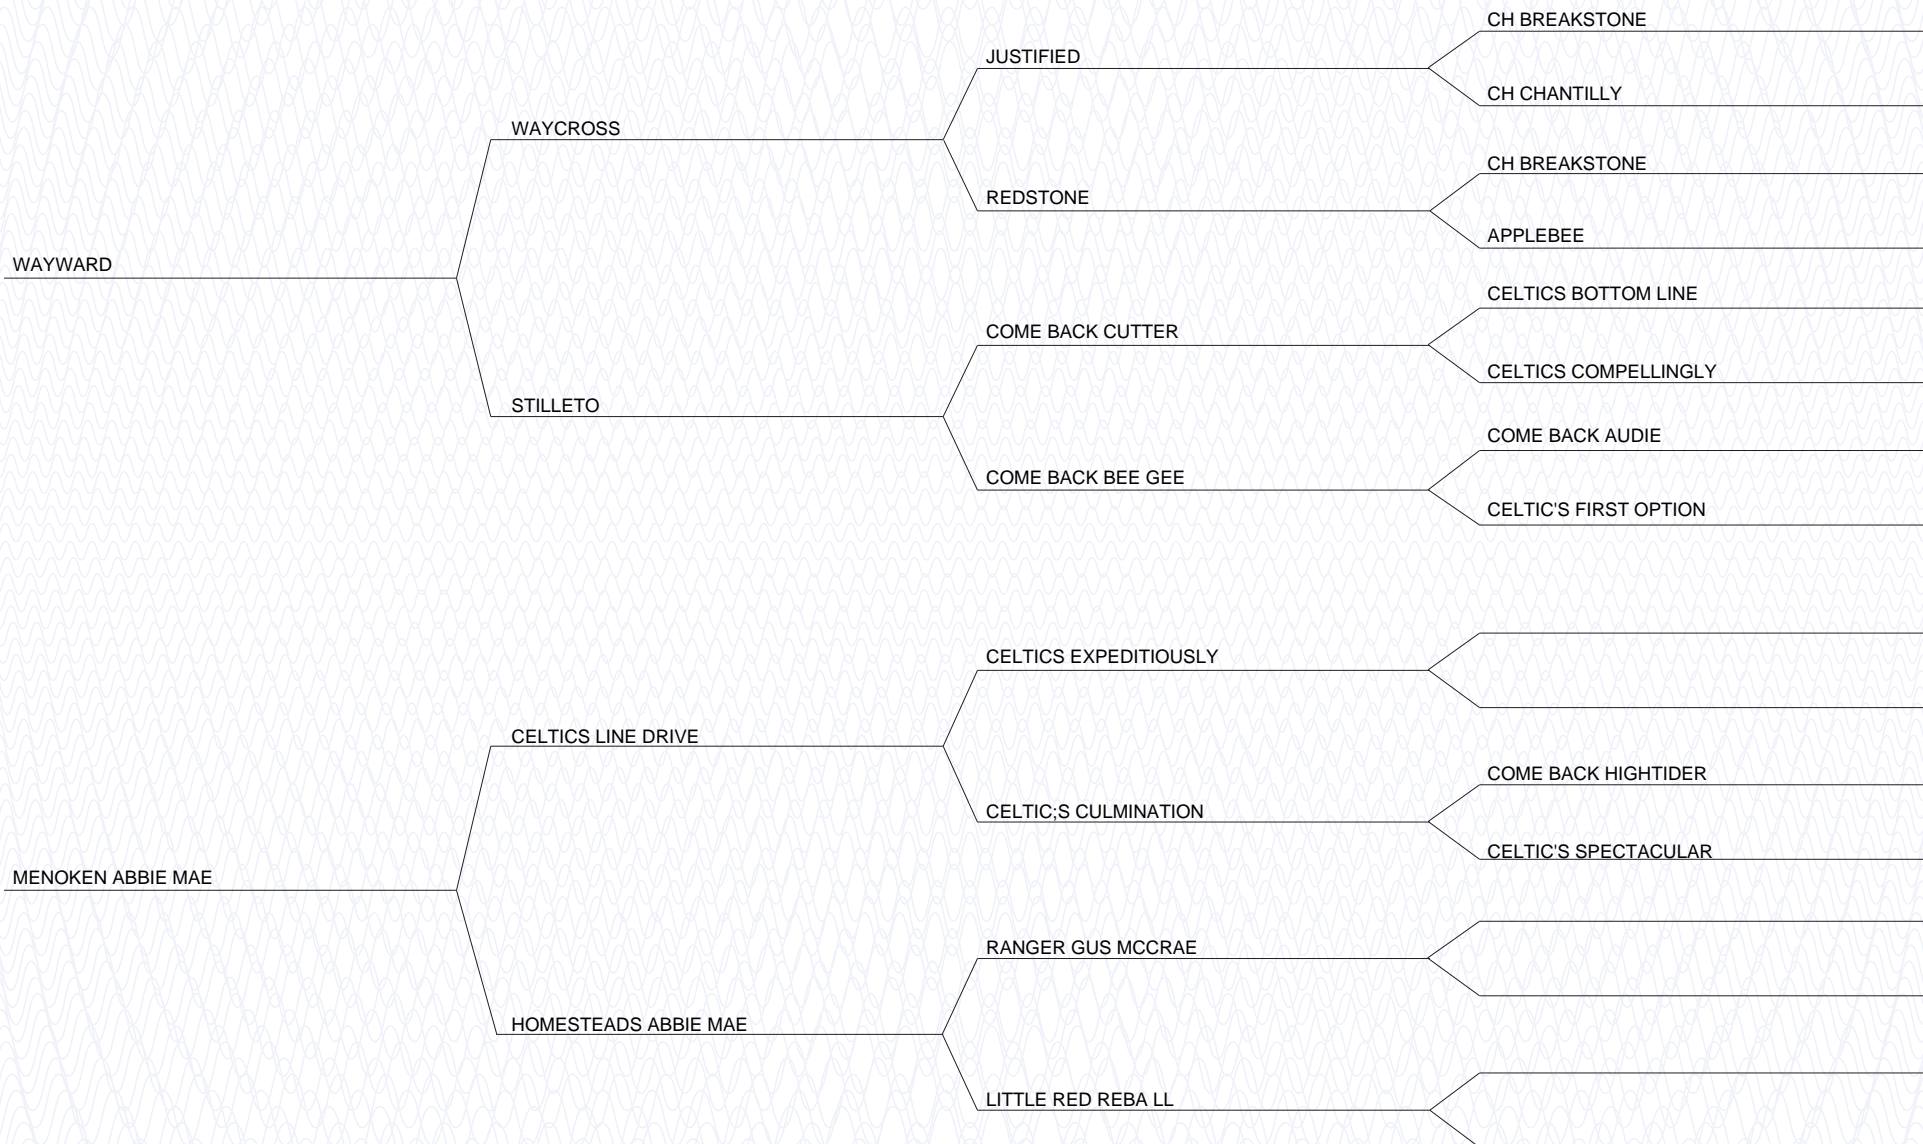 CH BREAKSTONE
JUSTIFIED
CH CHANTILLY
WAYCROSS
CH BREAKSTONE
REDSTONE
APPLEBEE
WAYWARD
CELTICS BOTTOM LINE
COME BACK CUTTER
CELTICS COMPELLINGLY
STILLETO
COME BACK AUDIE
COME BACK BEE GEE
CELTIC'S FIRST OPTION
CELTICS EXPEDITIOUSLY
CELTICS LINE DRIVE
COME BACK HIGHTIDER
CELTIC;S CULMINATION
CELTIC'S SPECTACULAR
MENOKEN ABBIE MAE
RANGER GUS MCCRAE
HOMESTEADS ABBIE MAE
LITTLE RED REBA LL